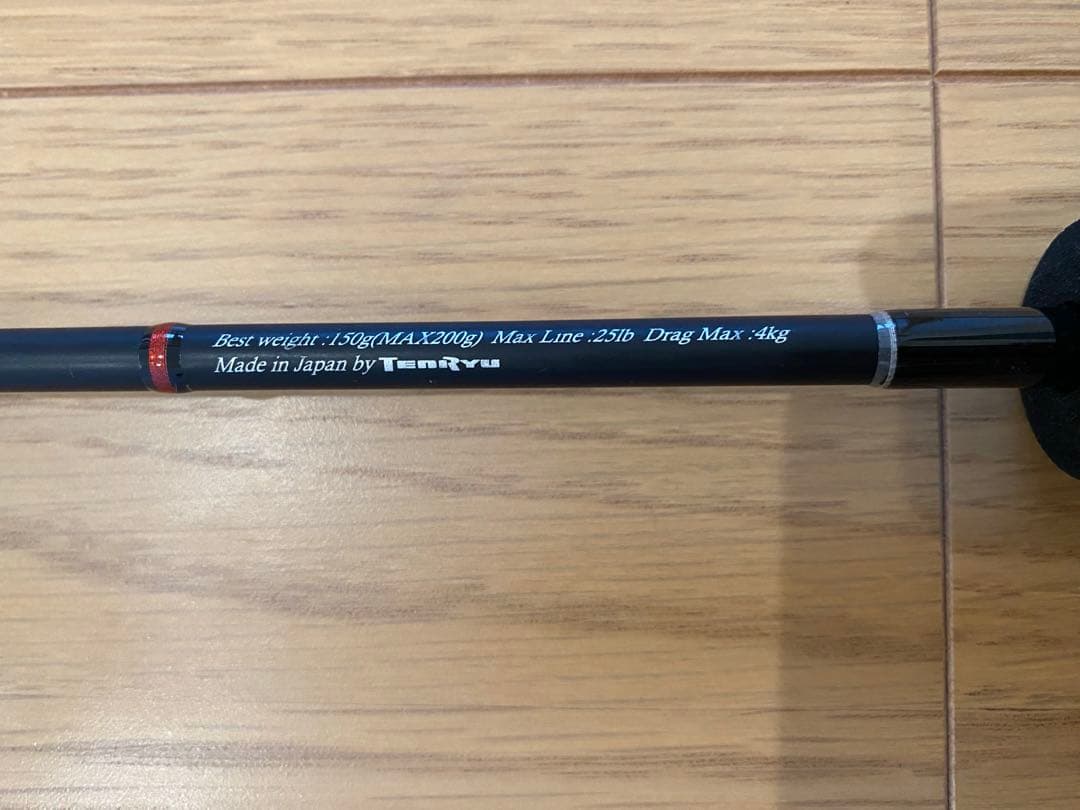 Best weight :150g(MAX200g) Max Line :25lb Drag Max :4kg
Made in Japan by TENRYU